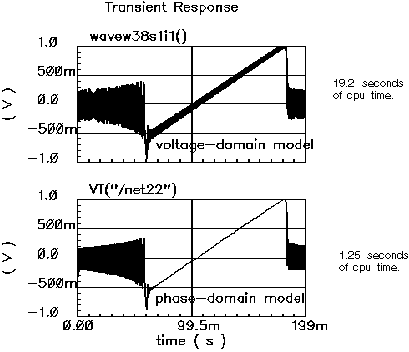 Transient Response
wavew38s1i1()
1.0
500m
0.0
-500m
-1.0
(V)
voltage-domain model
19.2 seconds
of cpu time.
VT("/net22")
1.0
500m
0.0
-500m
-1.0
(V)
phase-domain model
1.25 seconds
of cpu time.
0.00
99.5m
199m
time (s)